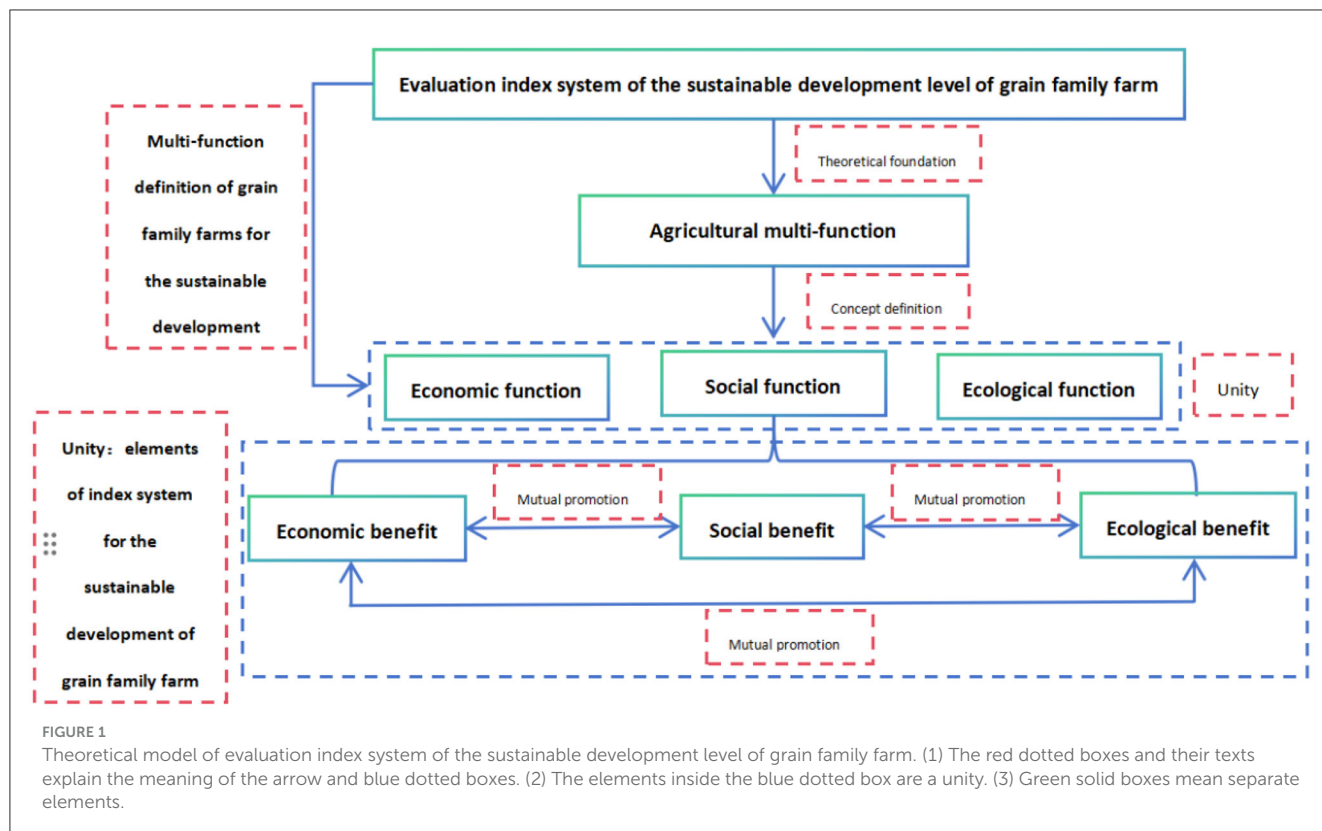 Evaluation index system of the sustainable development level of grain family farm
Multi-function
definition of grain
family farms for
the sustainable
development
Theoretical foundation
Agricultural multi-function
Concept definition
Economic function
Social function
Ecological function
Unity
Unity：elements
of index system
for the
sustainable
development of
grain family farm
Mutual promotion
Mutual promotion
Economic benefit
Social benefit
Ecological benefit
Mutual promotion
FIGURE 1
Theoretical model of evaluation index system of the sustainable development level of grain family farm. (1) The red dotted boxes and their texts
explain the meaning of the arrow and blue dotted boxes. (2) The elements inside the blue dotted box are a unity. (3) Green solid boxes mean separate
elements.